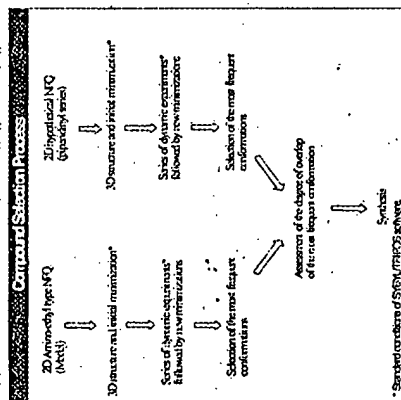 Compound Selection Process
2D Amino-ethyl type NFQ
3D structure and initial minimization*
Series of dynamic experiments*
followed by new minimizations
Selection of the most frequent
conformations
2D hypothetical NFQ
(piperidinyl series)
3D structure and initial minimization*
Series of dynamic experiments*
followed by new minimizations
Selection of the most frequent
conformations
Assessment of the degree of overlap
of the most frequent conformation
Synthesis
* Standard conditions of SYBYL/TRIPOS software.